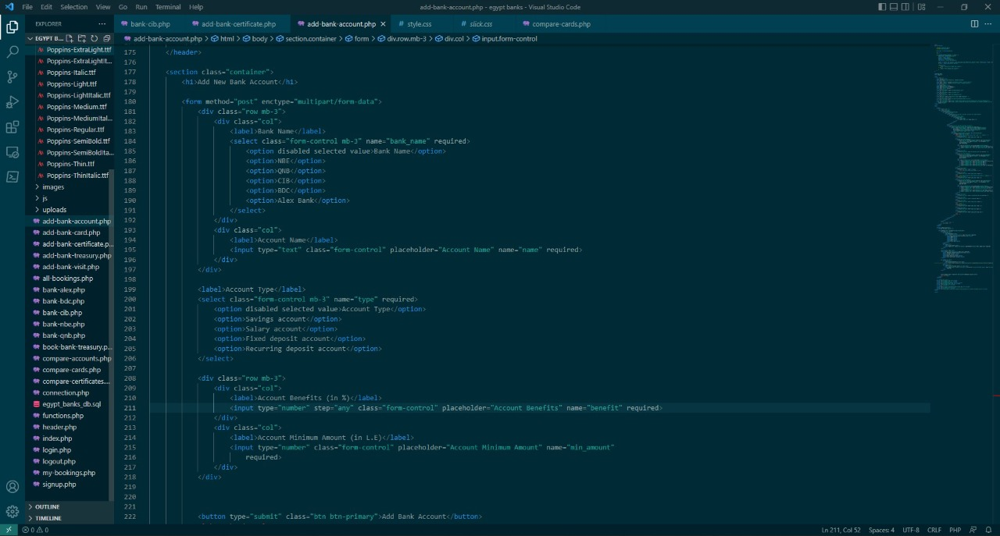 File Edit Selection View Go Run Terminal Help
add-bank-account.php - egypt banks - Visual Studio Code
EXPLORER
bank-cib.php
add-bank-certificate.php
add-bank-account.php
style.css
slick.css
compare-cards.php
EGYPT B...
add-bank-account.php > html > body > section.container > form > div.row.mb-3 > div.col > input.form-control
Poppins-ExtraLight.ttf
Poppins-ExtraLightIt...
Poppins-Italic.ttf
Poppins-Light.ttf
Poppins-LightItalic.ttf
Poppins-Medium.ttf
Poppins-MediumItal...
Poppins-Regular.ttf
Poppins-SemiBold.ttf
Poppins-SemiBoldIta...
Poppins-Thin.ttf
Poppins-ThinItalic.ttf
images
js
uploads
add-bank-account.php
add-bank-card.php
add-bank-certificate.p...
add-bank-treasury.php
add-bank-visit.php
all-bookings.php
bank-alex.php
bank-bdc.php
bank-cib.php
bank-nbe.php
bank-qnb.php
book-bank-treasury.p...
compare-accounts.php
compare-cards.php
compare-certificates....
connection.php
egypt_banks_db.sql
functions.php
header.php
index.php
login.php
logout.php
my-bookings.php
signup.php
OUTLINE
TIMELINE
175 </header>
176
177 <section class="container">
178 <h1>Add New Bank Account</h1>
179
180 <form method="post" enctype="multipart/form-data">
181 <div class="row mb-3">
182 <div class="col">
183 <label>Bank Name</label>
184 <select class="form-control mb-3" name="bank_name" required>
185 <option disabled selected value>Bank Name</option>
186 <option>NBE</option>
187 <option>QNB</option>
188 <option>CIB</option>
189 <option>BDC</option>
190 <option>Alex Bank</option>
191 </select>
192 </div>
193 <div class="col">
194 <label>Account Name</label>
195 <input type="text" class="form-control" placeholder="Account Name" name="name" required>
196 </div>
197 </div>
198
199 <label>Account Type</label>
200 <select class="form-control mb-3" name="type" required>
201 <option disabled selected value>Account Type</option>
202 <option>Savings account</option>
203 <option>Salary account</option>
204 <option>Fixed deposit account</option>
205 <option>Recurring deposit account</option>
206 </select>
207
208 <div class="row mb-3">
209 <div class="col">
210 <label>Account Benefits (in %)</label>
211 <input type="number" step="any" class="form-control" placeholder="Account Benefits" name="benefit" required>
212 </div>
213 <div class="col">
214 <label>Account Minimum Amount (in L.E)</label>
215 <input type="number" class="form-control" placeholder="Account Minimum Amount" name="min_amount"
216 required>
217 </div>
218 </div>
219
220
221
222 <button type="submit" class="btn btn-primary">Add Bank Account</button>
0 0
Ln 211, Col 52 Spaces: 4 UTF-8 CRLF PHP